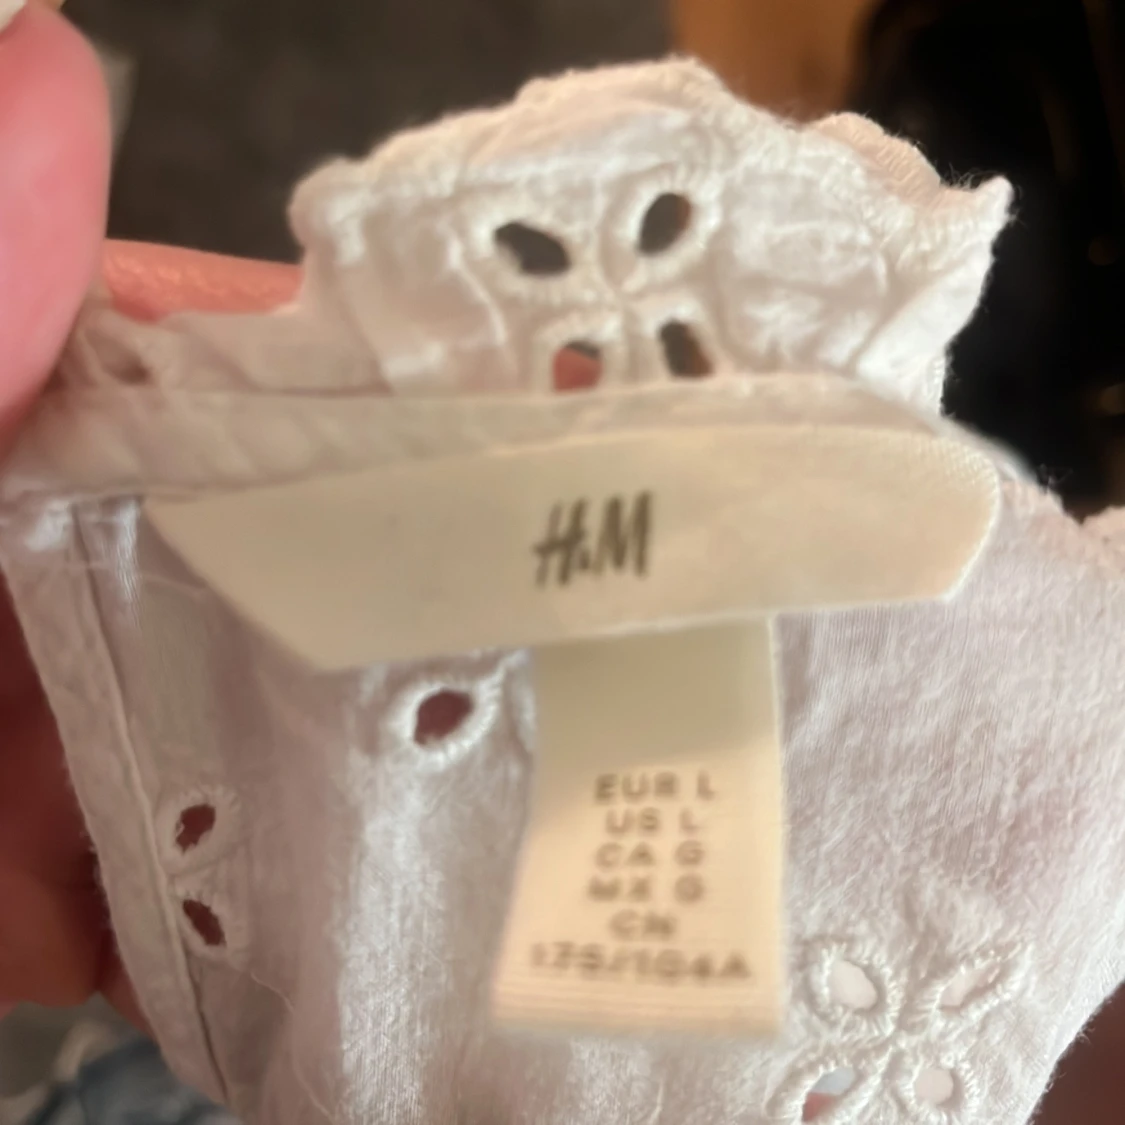 H&M
EUR L
US L
CA G
MX G
CN
175/104A